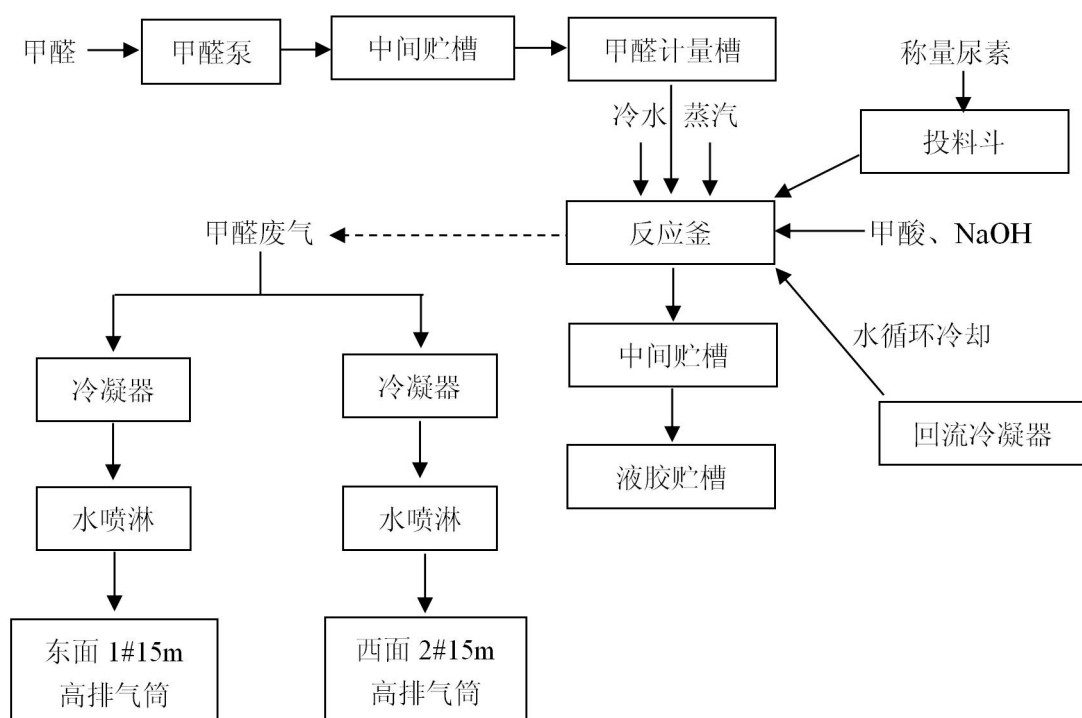 甲醛
甲醛泵
中间贮槽
甲醛计量槽
称量尿素
冷水
蒸汽
投料斗
甲醛废气
反应釜
甲酸、NaOH
中间贮槽
水循环冷却
冷凝器
冷凝器
回流冷凝器
液胶贮槽
水喷淋
水喷淋
东面 1#15m
高排气筒
西面 2#15m
高排气筒